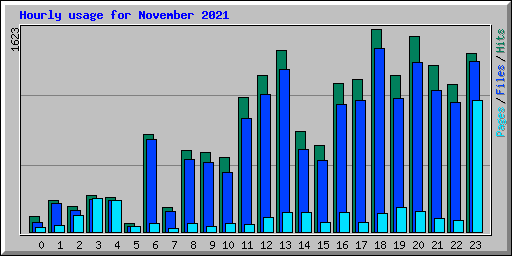 Hourly usage for November 2021
1623
Pages/Files/Hits
0 1 2 3 4 5 6 7 8 9 10 11 12 13 14 15 16 17 18 19 20 21 22 23